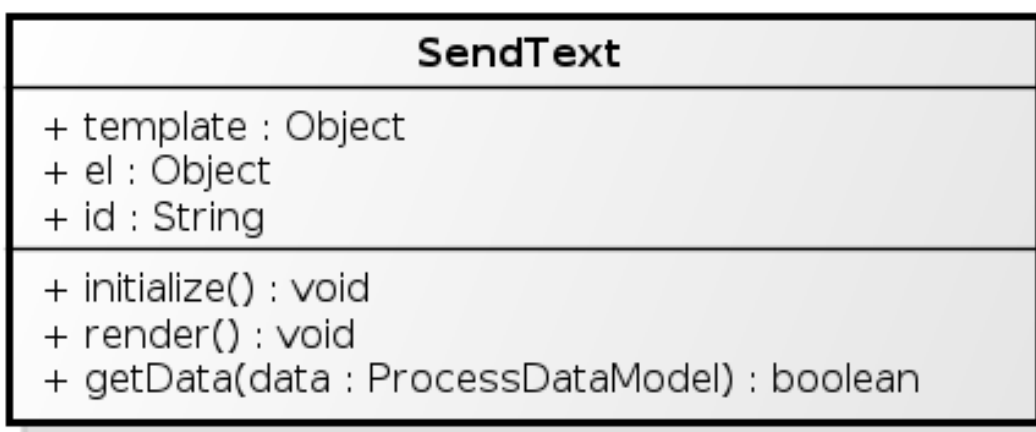 SendText
+ template : Object
+ el : Object
+ id : String
+ initialize() : void
+ render() : void
+ getData(data : ProcessDataModel) : boolean